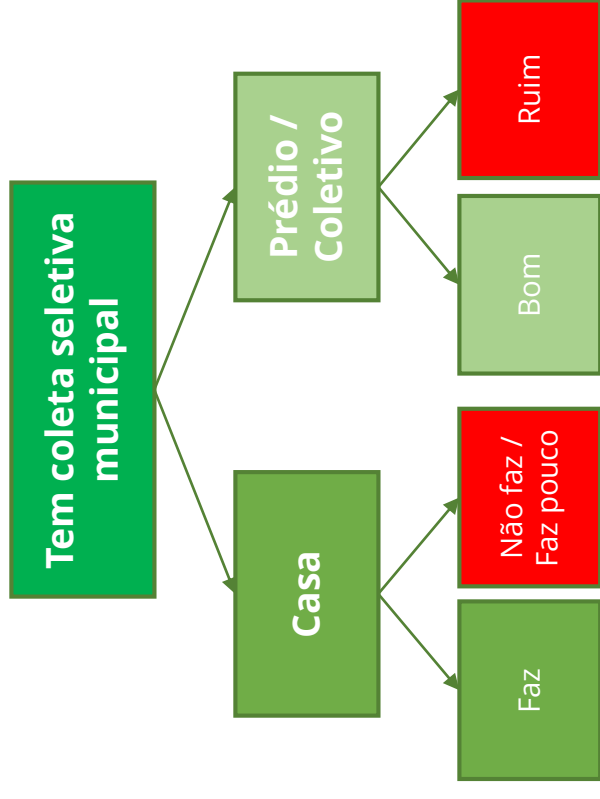 Tem coleta seletiva
municipal
Casa
Prédio /
Coletivo
Faz
Não faz /
Faz pouco
Bom
Ruim